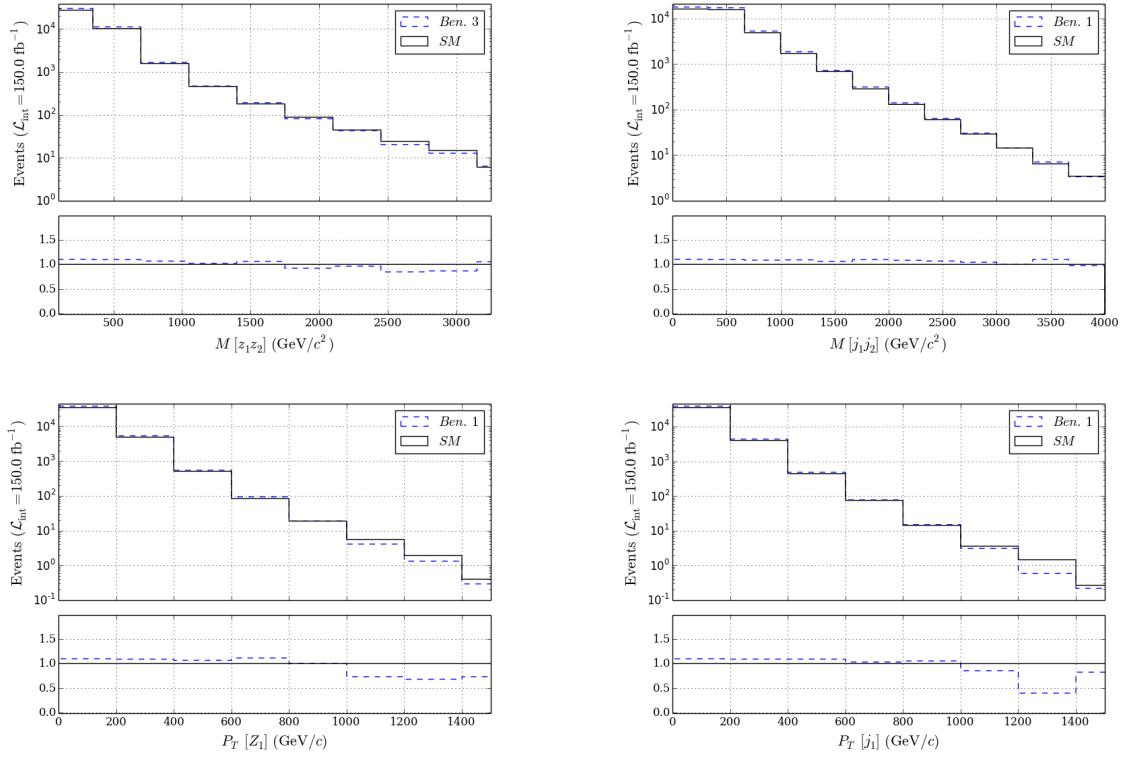 Events (ℒ_int = 150.0 fb⁻¹)
10⁴
10³
10²
10¹
10⁰
Ben. 3
SM
1.5
1.0
0.5
0.0
500 1000 1500 2000 2500 3000
M [z₁z₂] (GeV/c²)
Events (ℒ_int = 150.0 fb⁻¹)
10⁴
10³
10²
10¹
10⁰
Ben. 1
SM
1.5
1.0
0.5
0.0
0 500 1000 1500 2000 2500 3000 3500 4000
M [j₁j₂] (GeV/c²)
Events (ℒ_int = 150.0 fb⁻¹)
10⁴
10³
10²
10¹
10⁰
10⁻¹
Ben. 1
SM
1.5
1.0
0.5
0.0
0 200 400 600 800 1000 1200 1400
P_T [Z₁] (GeV/c)
Events (ℒ_int = 150.0 fb⁻¹)
10⁴
10³
10²
10¹
10⁰
10⁻¹
Ben. 1
SM
1.5
1.0
0.5
0.0
0 200 400 600 800 1000 1200 1400
P_T [j₁] (GeV/c)